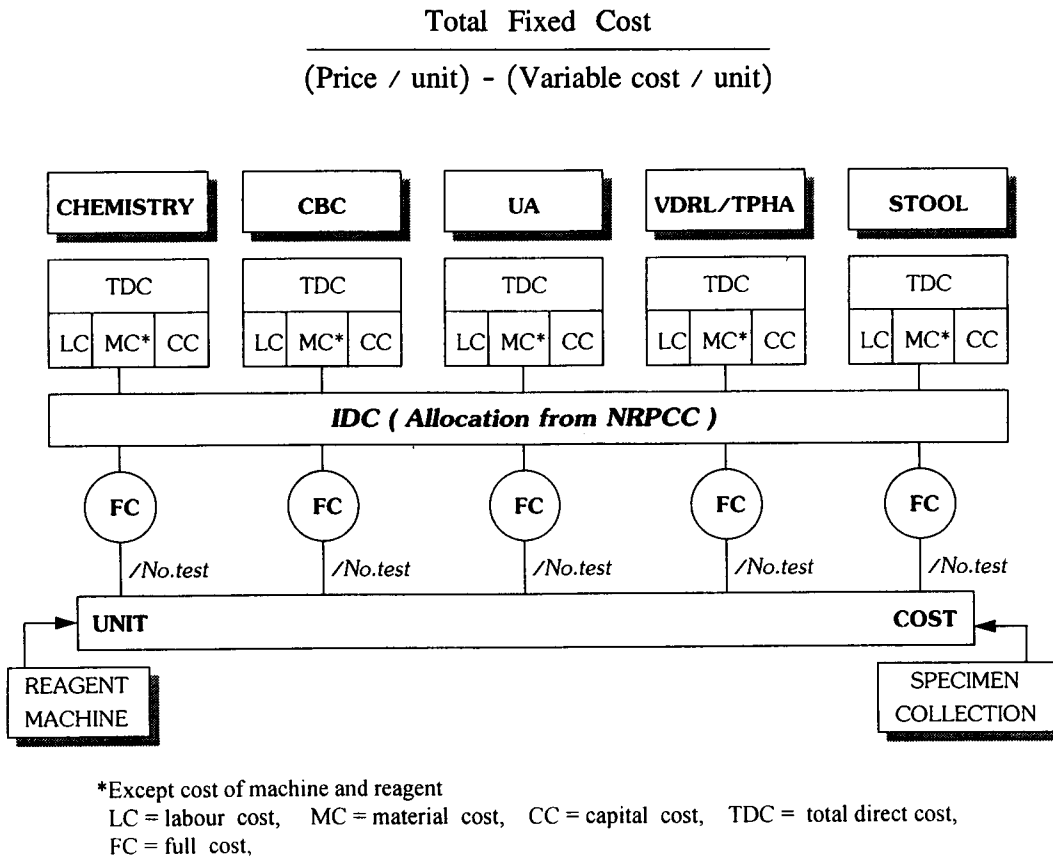 Total Fixed Cost
(Price / unit) - (Variable cost / unit)
CHEMISTRY CBC UA VDRL/TPHA STOOL
TDC TDC TDC TDC TDC
LC MC* CC LC MC* CC LC MC* CC LC MC* CC LC MC* CC
IDC ( Allocation from NRPCC )
FC FC FC FC FC
/No.test /No.test /No.test /No.test /No.test
UNIT COST
REAGENT
MACHINE
SPECIMEN
COLLECTION
*Except cost of machine and reagent
LC = labour cost, MC = material cost, CC = capital cost, TDC = total direct cost,
FC = full cost,